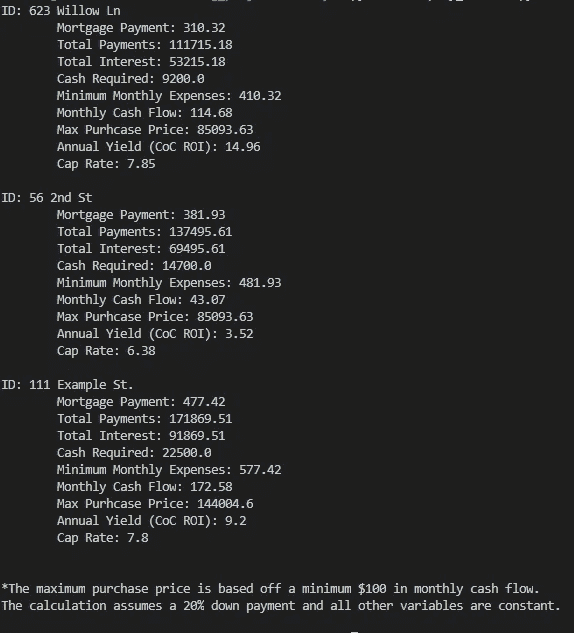 ID: 623 Willow Ln
Mortgage Payment: 310.32
Total Payments: 111715.18
Total Interest: 53215.18
Cash Required: 9200.0
Minimum Monthly Expenses: 410.32
Monthly Cash Flow: 114.68
Max Purhcase Price: 85093.63
Annual Yield (CoC ROI): 14.96
Cap Rate: 7.85
ID: 56 2nd St
Mortgage Payment: 381.93
Total Payments: 137495.61
Total Interest: 69495.61
Cash Required: 14700.0
Minimum Monthly Expenses: 481.93
Monthly Cash Flow: 43.07
Max Purhcase Price: 85093.63
Annual Yield (CoC ROI): 3.52
Cap Rate: 6.38
ID: 111 Example St.
Mortgage Payment: 477.42
Total Payments: 171869.51
Total Interest: 91869.51
Cash Required: 22500.0
Minimum Monthly Expenses: 577.42
Monthly Cash Flow: 172.58
Max Purhcase Price: 144004.6
Annual Yield (CoC ROI): 9.2
Cap Rate: 7.8
*The maximum purchase price is based off a minimum $100 in monthly cash flow.
The calculation assumes a 20% down payment and all other variables are constant.